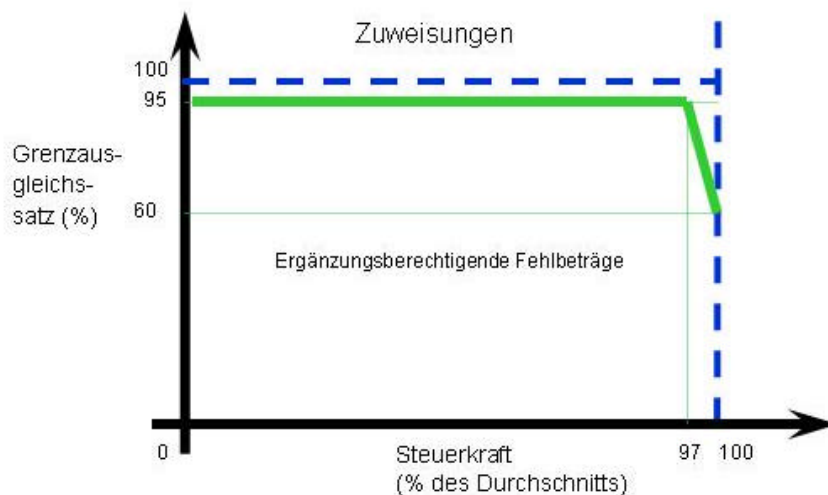 Zuweisungen
100
95
Grenzaus-
gleichs-
satz (%)
60
Ergänzungsberechtigende Fehlbeträge
0
Steuerkraft
(% des Durchschnitts)
97
100